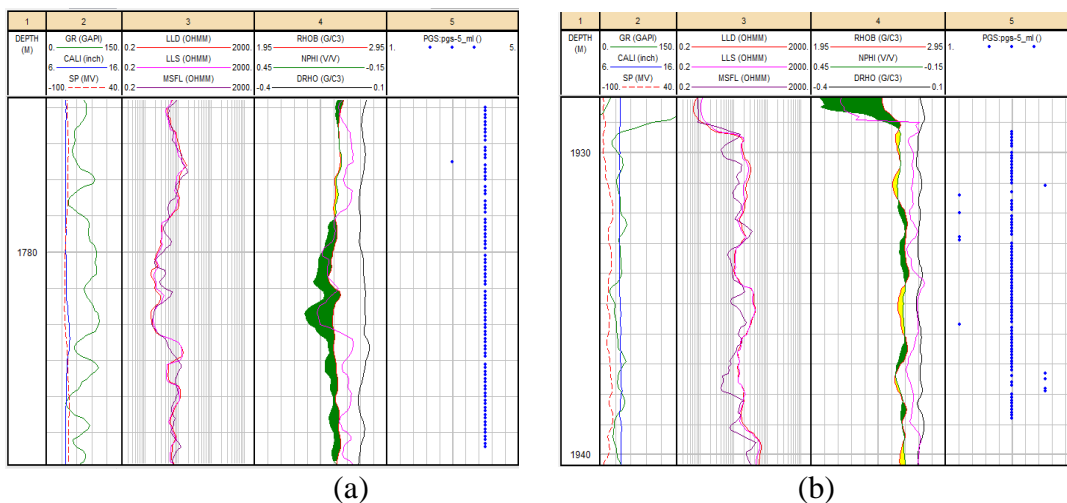 1 2 3 4 5
DEPTH (M)
GR (GAPI)
0. 150.
CALI (inch)
6. 16.
SP (MV)
-100. 40.
LLD (OHMM)
0.2 2000.
LLS (OHMM)
0.2 2000.
MSFL (OHMM)
0.2 2000.
RHOB (G/C3)
1.95 2.95
NPHI (V/V)
0.45 -0.15
DRHO (G/C3)
-0.4 0.1
PGS:pgs-5_ml ()
1. 5.
1780
(a)
1 2 3 4 5
DEPTH (M)
GR (GAPI)
0. 150.
CALI (inch)
6. 16.
SP (MV)
-100. 40.
LLD (OHMM)
0.2 2000.
LLS (OHMM)
0.2 2000.
MSFL (OHMM)
0.2 2000.
RHOB (G/C3)
1.95 2.95
NPHI (V/V)
0.45 -0.15
DRHO (G/C3)
-0.4 0.1
PGS:pgs-5_ml ()
1. 5.
1930
1940
(b)